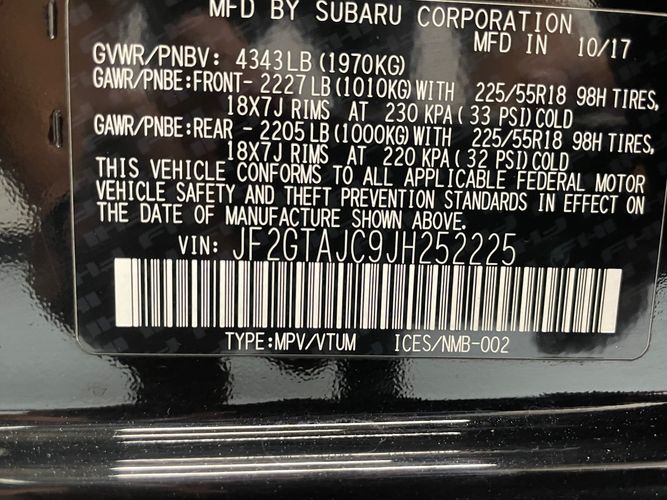 MFD BY SUBARU CORPORATION
MFD IN 10/17
GVWR/PNBV: 4343LB (1970KG)
GAWR/PNBE:FRONT- 2227LB (1010KG) WITH 225/55R18 98H TIRES,
18X7J RIMS AT 230 KPA ( 33 PSI) COLD
GAWR/PNBE:REAR - 2205LB (1000KG) WITH 225/55R18 98H TIRES,
18X7J RIMS AT 220 KPA ( 32 PSI) COLD
THIS VEHICLE CONFORMS TO ALL APPLICABLE FEDERAL MOTOR
VEHICLE SAFETY AND THEFT PREVENTION STANDARDS IN EFFECT ON
THE DATE OF MANUFACTURE SHOWN ABOVE.
VIN: JF2GTAJC9JH252225
TYPE:MPV/VTUM ICES/NMB-002